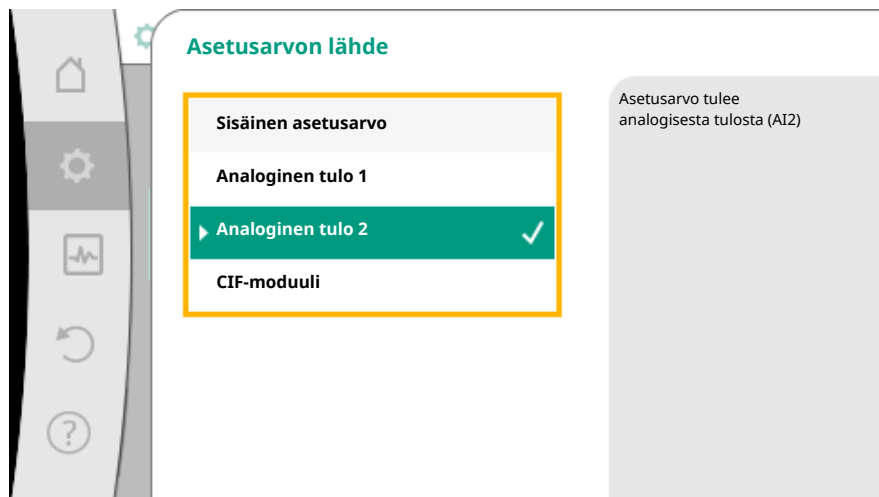 Asetusarvon lähde
Sisäinen asetusarvo
Analoginen tulo 1
Analoginen tulo 2
CIF-moduuli
Asetusarvo tulee
analogisesta tulosta (AI2)